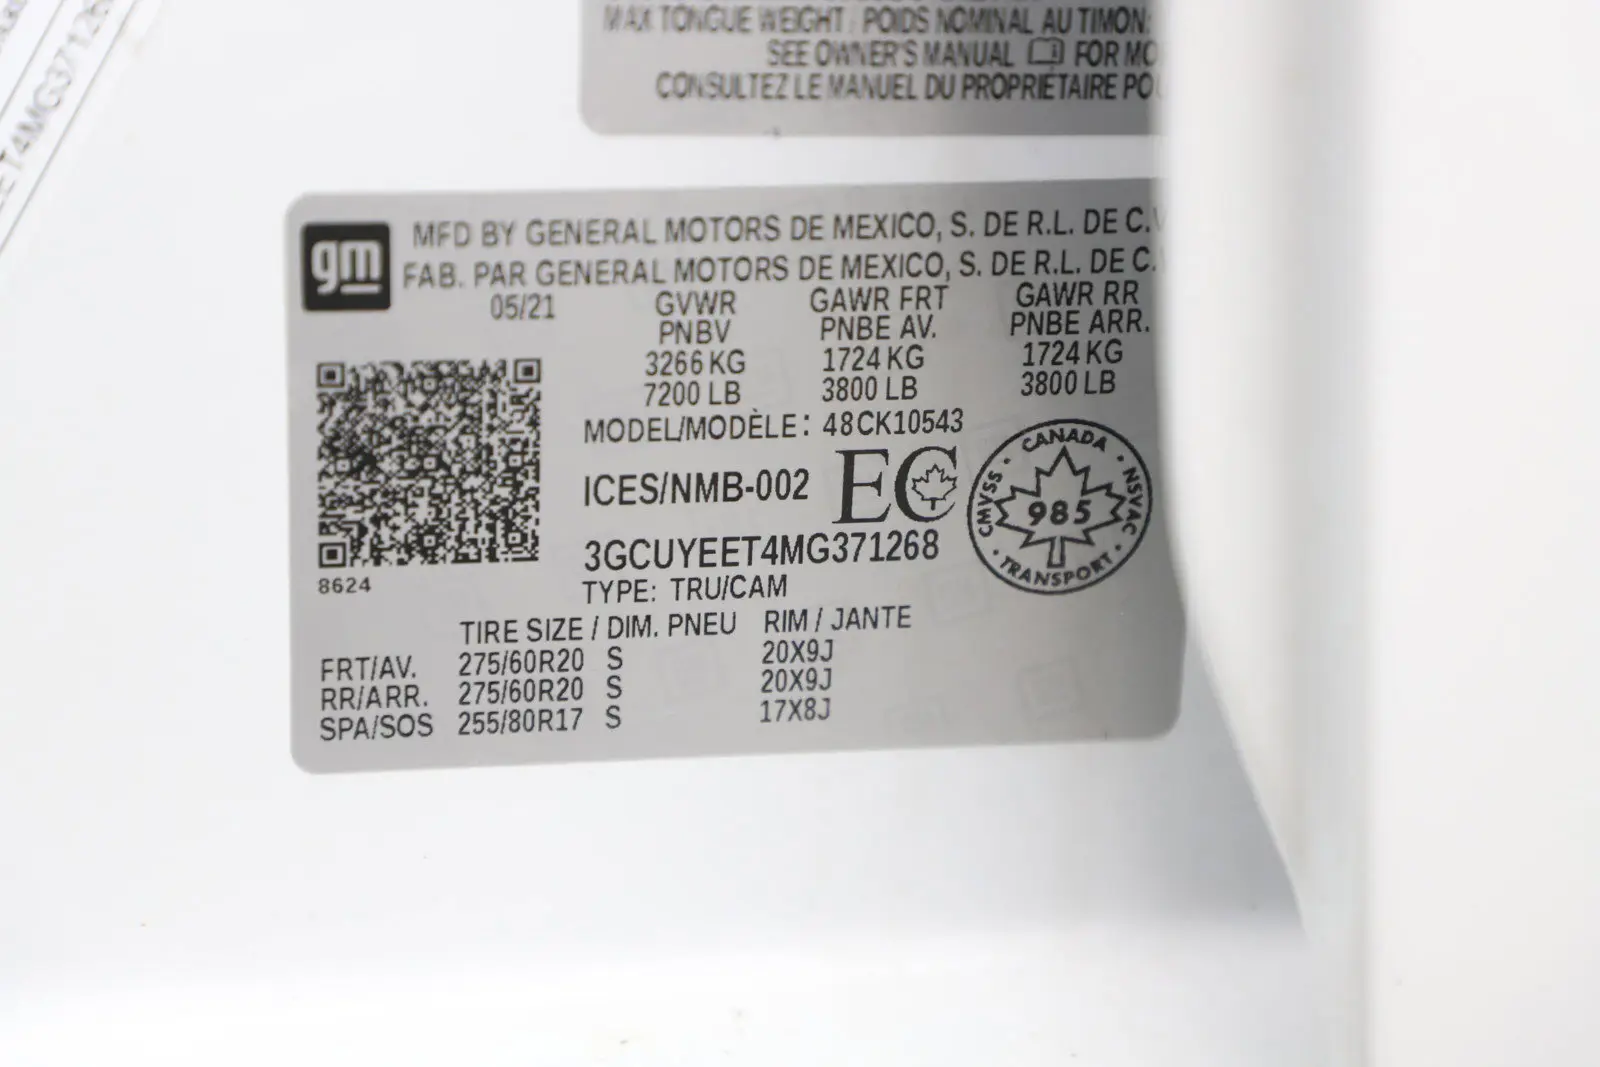 MAX TONGUE WEIGHT / POIDS NOMINAL AU TIMON:
SEE OWNER'S MANUAL FOR
CONSULTEZ LE MANUEL DU PROPRIÉTAIRE
gm
MFD BY GENERAL MOTORS DE MEXICO, S. DE R.L. DE C.V
FAB. PAR GENERAL MOTORS DE MEXICO, S. DE R.L. DE C.
05/21 GVWR GAWR FRT GAWR RR
PNBV PNBE AV. PNBE ARR.
3266 KG 1724 KG 1724 KG
7200 LB 3800 LB 3800 LB
MODEL/MODÈLE: 48CK10543
ICES/NMB-002 EC
CANADA
CMVSS 985 NSVAC
TRANSPORT
3GCUYEET4MG371268
8624
TYPE: TRU/CAM
TIRE SIZE / DIM. PNEU RIM / JANTE
FRT/AV. 275/60R20 S 20X9J
RR/ARR. 275/60R20 S 20X9J
SPA/SOS 255/80R17 S 17X8J